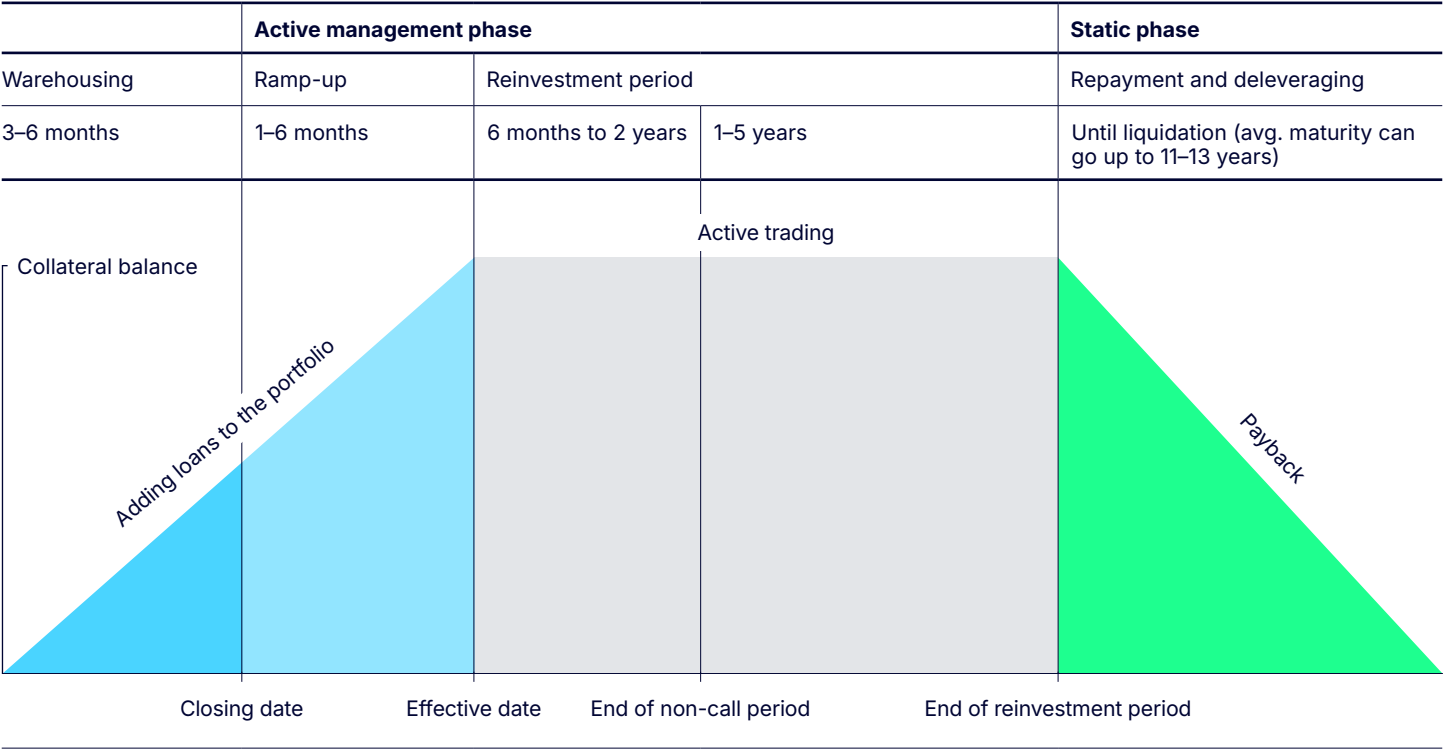 Active management phase
Static phase
Warehousing
Ramp-up
Reinvestment period
Repayment and deleveraging
3–6 months
1–6 months
6 months to 2 years
1–5 years
Until liquidation (avg. maturity can
go up to 11–13 years)
Active trading
Collateral balance
Adding loans to the portfolio
Payback
Closing date
Effective date
End of non-call period
End of reinvestment period